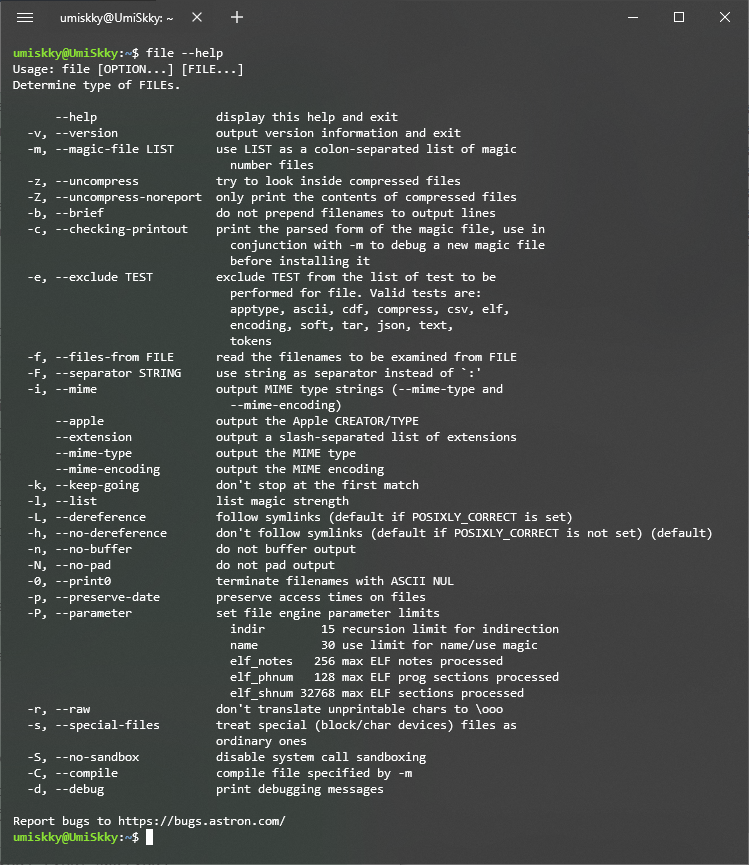 umiskky@UmiSkky: ~
umiskky@UmiSkky:~$ file --help
Usage: file [OPTION...] [FILE...]
Determine type of FILEs.

      --help                 display this help and exit
  -v, --version              output version information and exit
  -m, --magic-file LIST      use LIST as a colon-separated list of magic
                               number files
  -z, --uncompress           try to look inside compressed files
  -Z, --uncompress-noreport  only print the contents of compressed files
  -b, --brief                do not prepend filenames to output lines
  -c, --checking-printout    print the parsed form of the magic file, use in
                               conjunction with -m to debug a new magic file
                               before installing it
  -e, --exclude TEST         exclude TEST from the list of test to be
                               performed for file. Valid tests are:
                               apptype, ascii, cdf, compress, csv, elf,
                               encoding, soft, tar, json, text,
                               tokens
  -f, --files-from FILE      read the filenames to be examined from FILE
  -F, --separator STRING     use string as separator instead of `:'
  -i, --mime                 output MIME type strings (--mime-type and
                               --mime-encoding)
      --apple                output the Apple CREATOR/TYPE
      --extension            output a slash-separated list of extensions
      --mime-type            output the MIME type
      --mime-encoding        output the MIME encoding
  -k, --keep-going           don't stop at the first match
  -l, --list                 list magic strength
  -L, --dereference          follow symlinks (default if POSIXLY_CORRECT is set)
  -h, --no-dereference       don't follow symlinks (default if POSIXLY_CORRECT is not set) (default)
  -n, --no-buffer            do not buffer output
  -N, --no-pad               do not pad output
  -0, --print0               terminate filenames with ASCII NUL
  -p, --preserve-date        preserve access times on files
  -P, --parameter            set file engine parameter limits
                               indir        15 recursion limit for indirection
                               name         30 use limit for name/use magic
                               elf_notes   256 max ELF notes processed
                               elf_phnum   128 max ELF prog sections processed
                               elf_shnum 32768 max ELF sections processed
  -r, --raw                  don't translate unprintable chars to \ooo
  -s, --special-files        treat special (block/char devices) files as
                             ordinary ones
  -S, --no-sandbox           disable system call sandboxing
  -C, --compile              compile file specified by -m
  -d, --debug                print debugging messages

Report bugs to https://bugs.astron.com/
umiskky@UmiSkky:~$